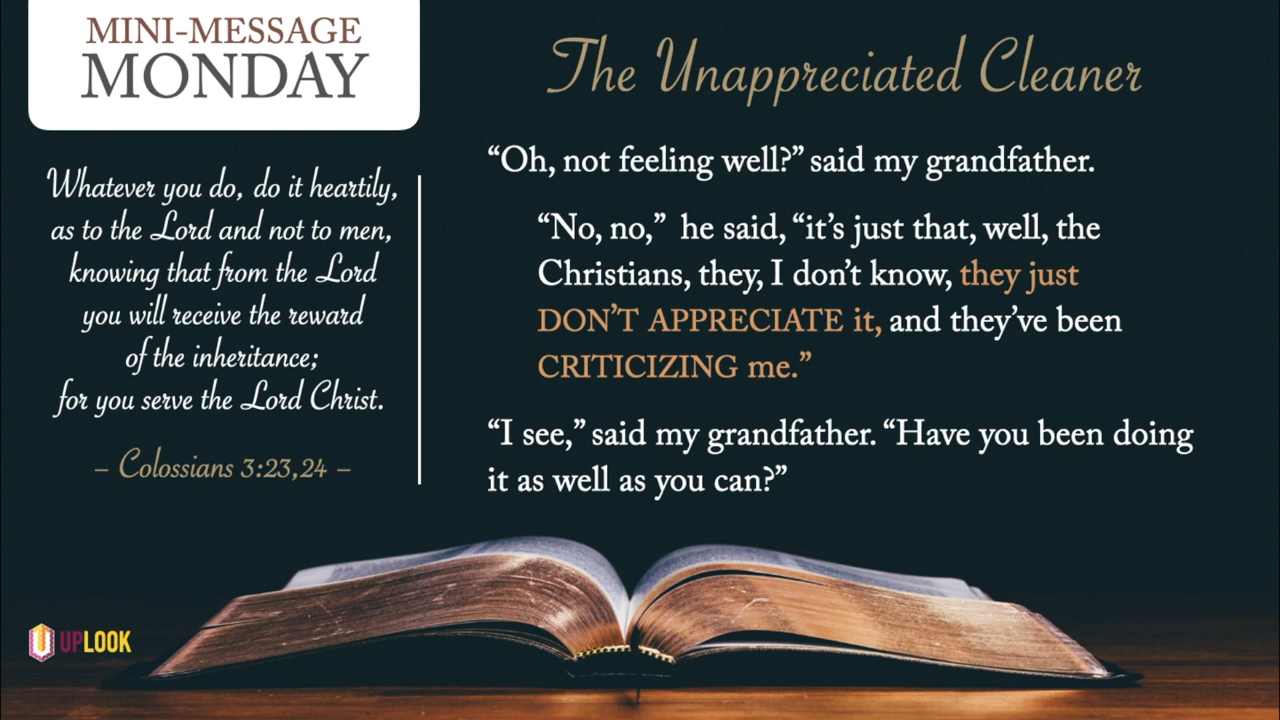 MINI-MESSAGE
MONDAY
Whatever you do, do it heartily,
as to the Lord and not to men,
knowing that from the Lord
you will receive the reward
of the inheritance;
for you serve the Lord Christ.
– Colossians 3:23,24 –
The Unappreciated Cleaner
“Oh, not feeling well?” said my grandfather.
“No, no,” he said, “it’s just that, well, the
Christians, they, I don’t know, they just
DON’T APPRECIATE it, and they’ve been
CRITICIZING me.”
“I see,” said my grandfather. “Have you been doing
it as well as you can?”
UPLOOK